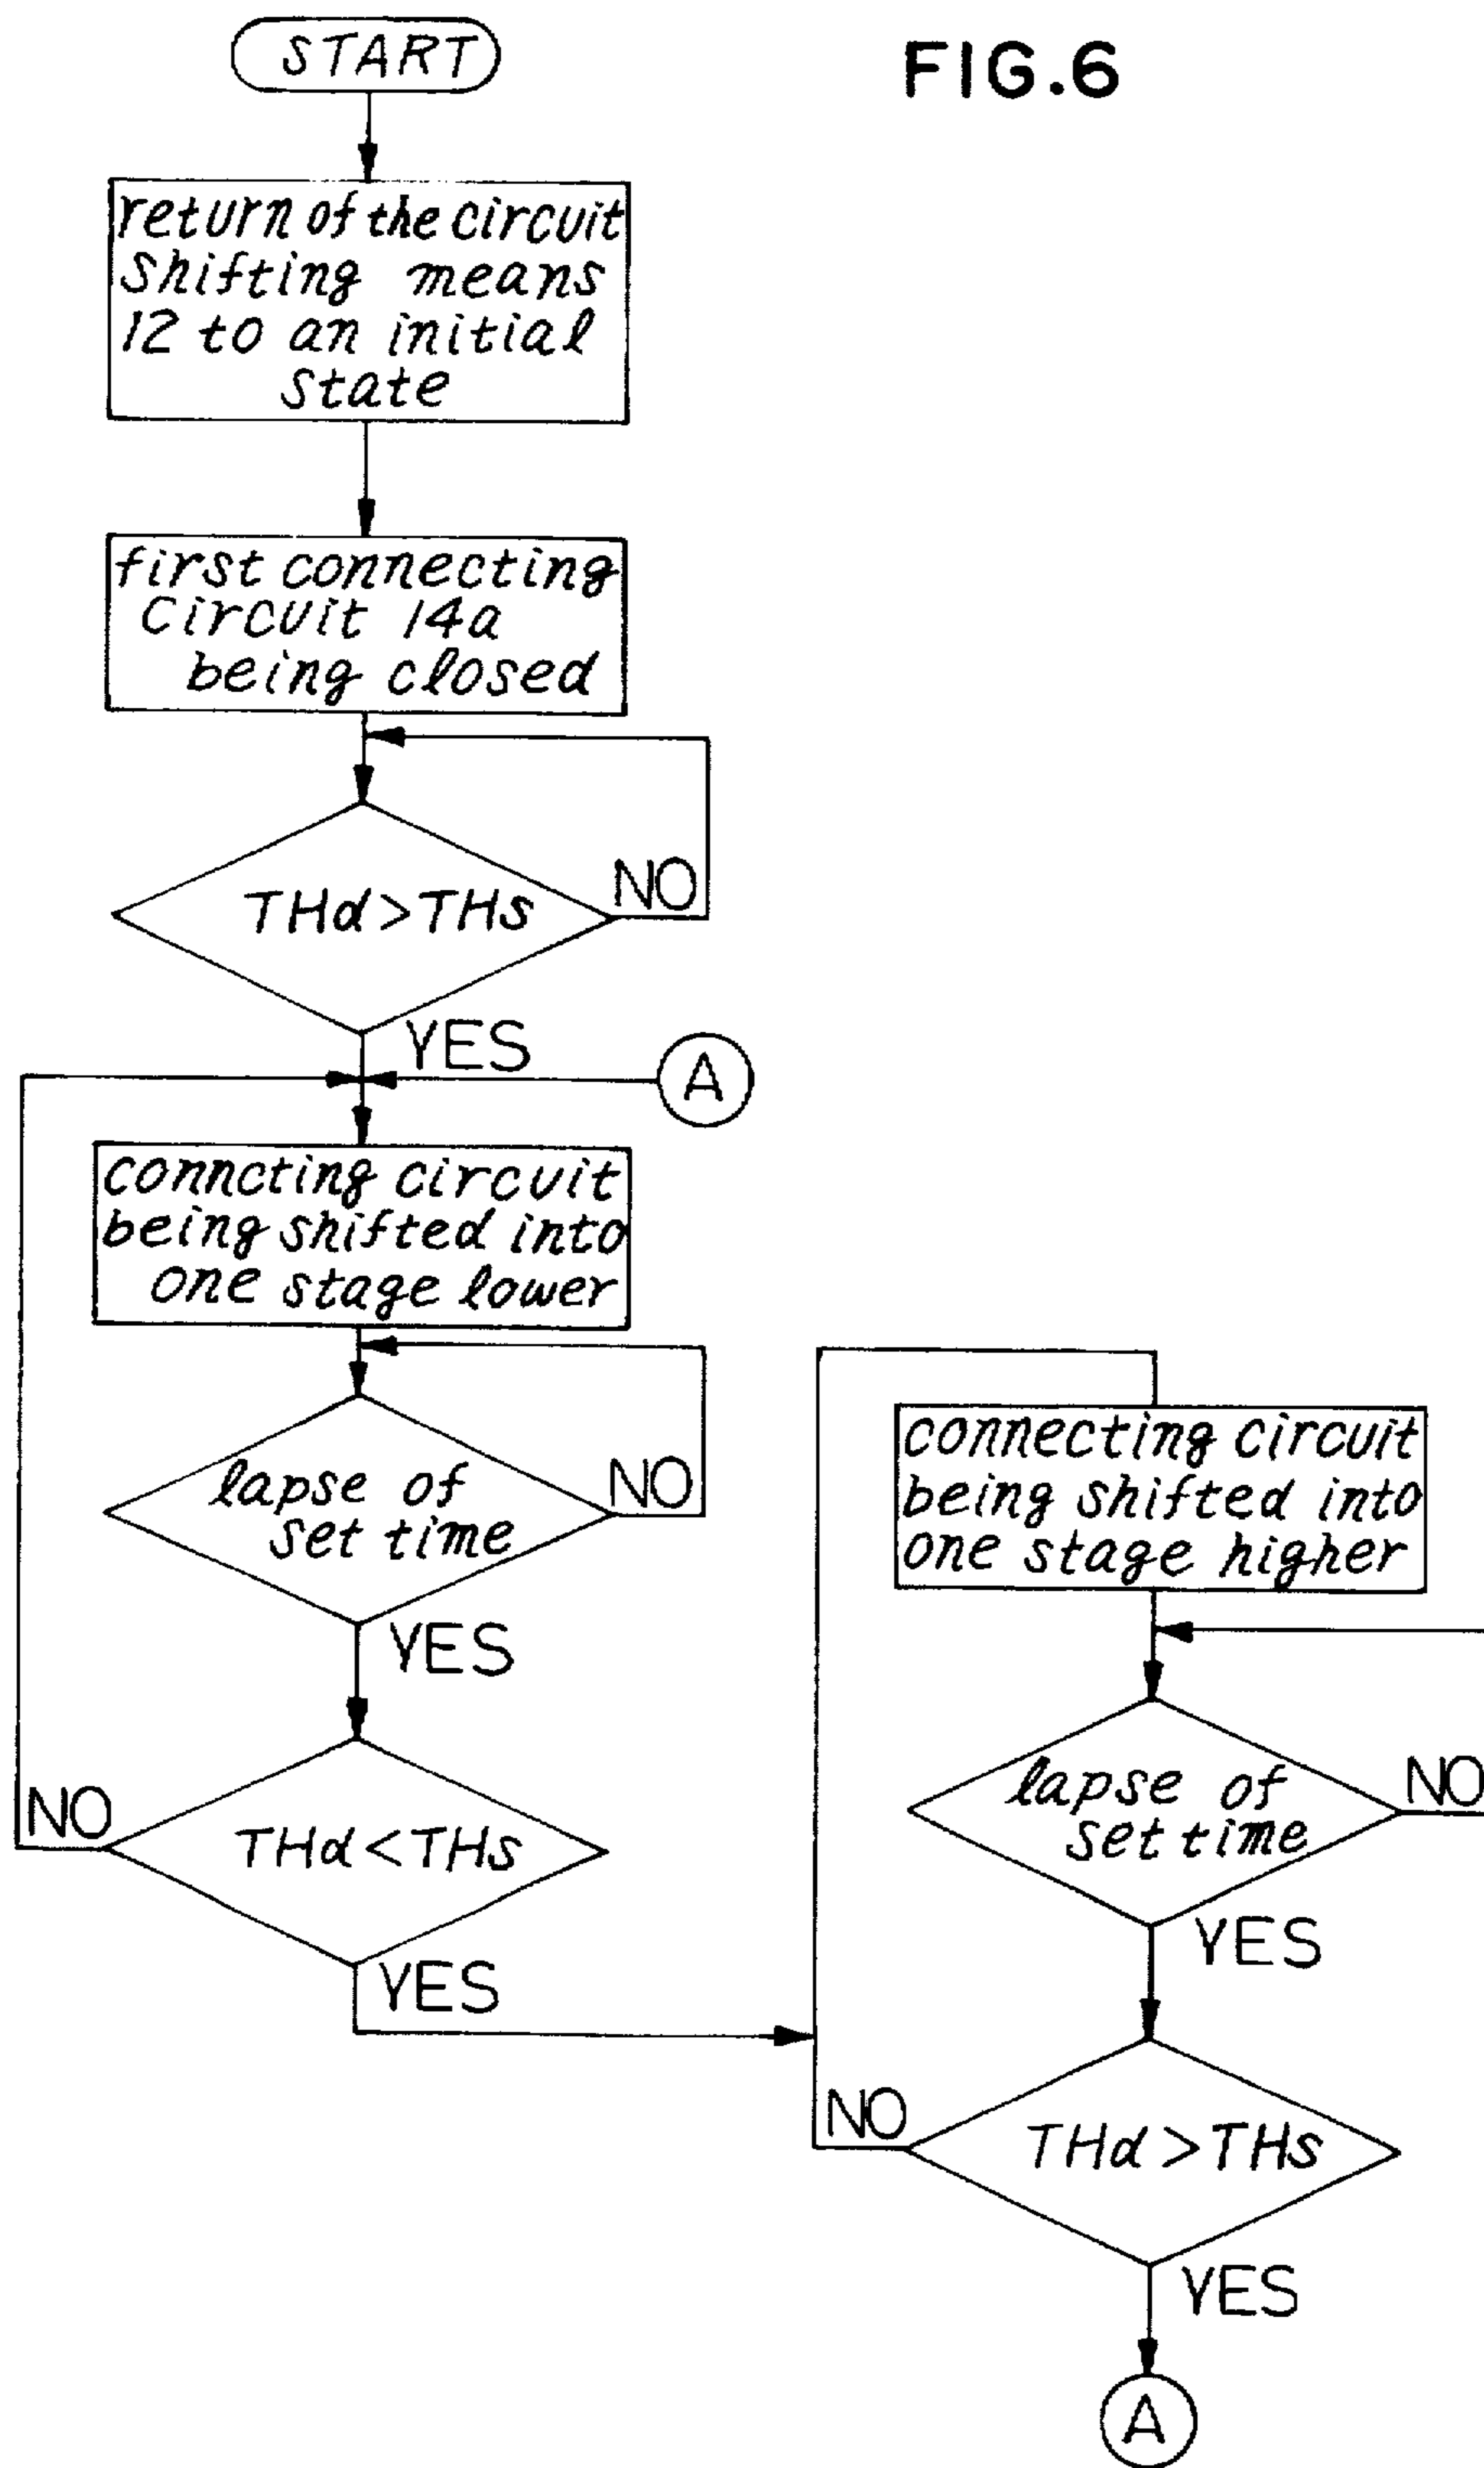 FIG.6
START
return of the circuit
shifting means
12 to an initial
state
first connecting
circuit 14a
being closed
THd>THs
NO
YES
A
conncting circuit
being shifted into
one stage lower
lapse of
set time
NO
YES
THd<THs
NO
YES
connecting circuit
being shifted into
one stage higher
lapse of
set time
NO
YES
THd>THs
NO
YES
A